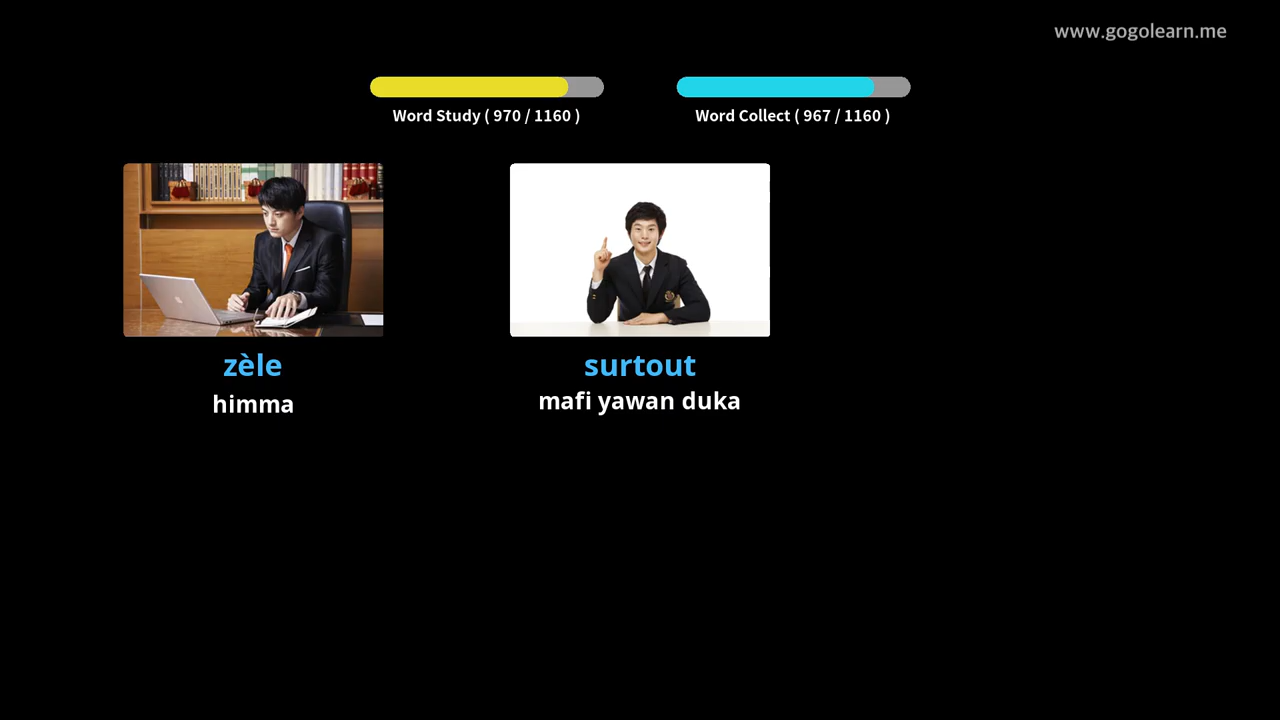 www.gogolearn.me
Word Study ( 970 / 1160 )
Word Collect ( 967 / 1160 )
zèle
himma
surtout
mafi yawan duka